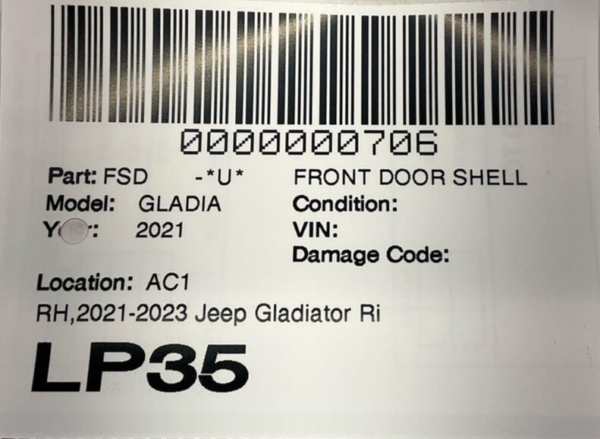 0000000706
Part: FSD -*U* FRONT DOOR SHELL
Model: GLADIA Condition:
2021 VIN:
Damage Code:
Location: AC1
RH,2021-2023 Jeep Gladiator Ri
LP35